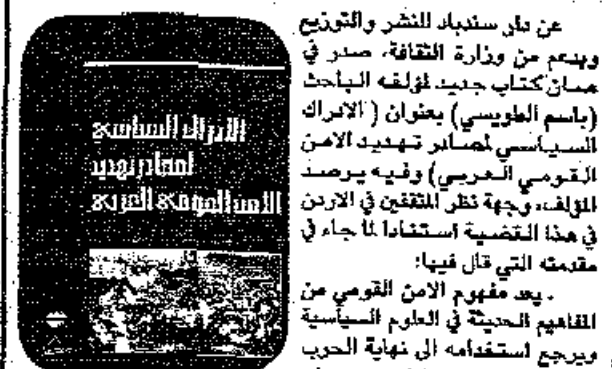 عن دار سندباد للنشر والتوزيع
وبدعم من وزارة الثقافة، صدر في
عمان كتاب جديد لمؤلفه الباحث
(باسم الطويسي) بعنوان (الادراك
السياسي لمصادر تهديد الامن
القومي العربي) وفيه يرصد
المؤلف، وجهة نظر المثقفين في الاردن
في هذا القضية استنادا لما جاء في
مقدمته التي قال فيها:
. يعد مفهوم الامن القومي من
المفاهيم الحديثة في العلوم السياسية
ويرجع استخدامه الى نهاية الحرب
الادراك السياسي
لمصادر تهديد
الأمن القومي العربي